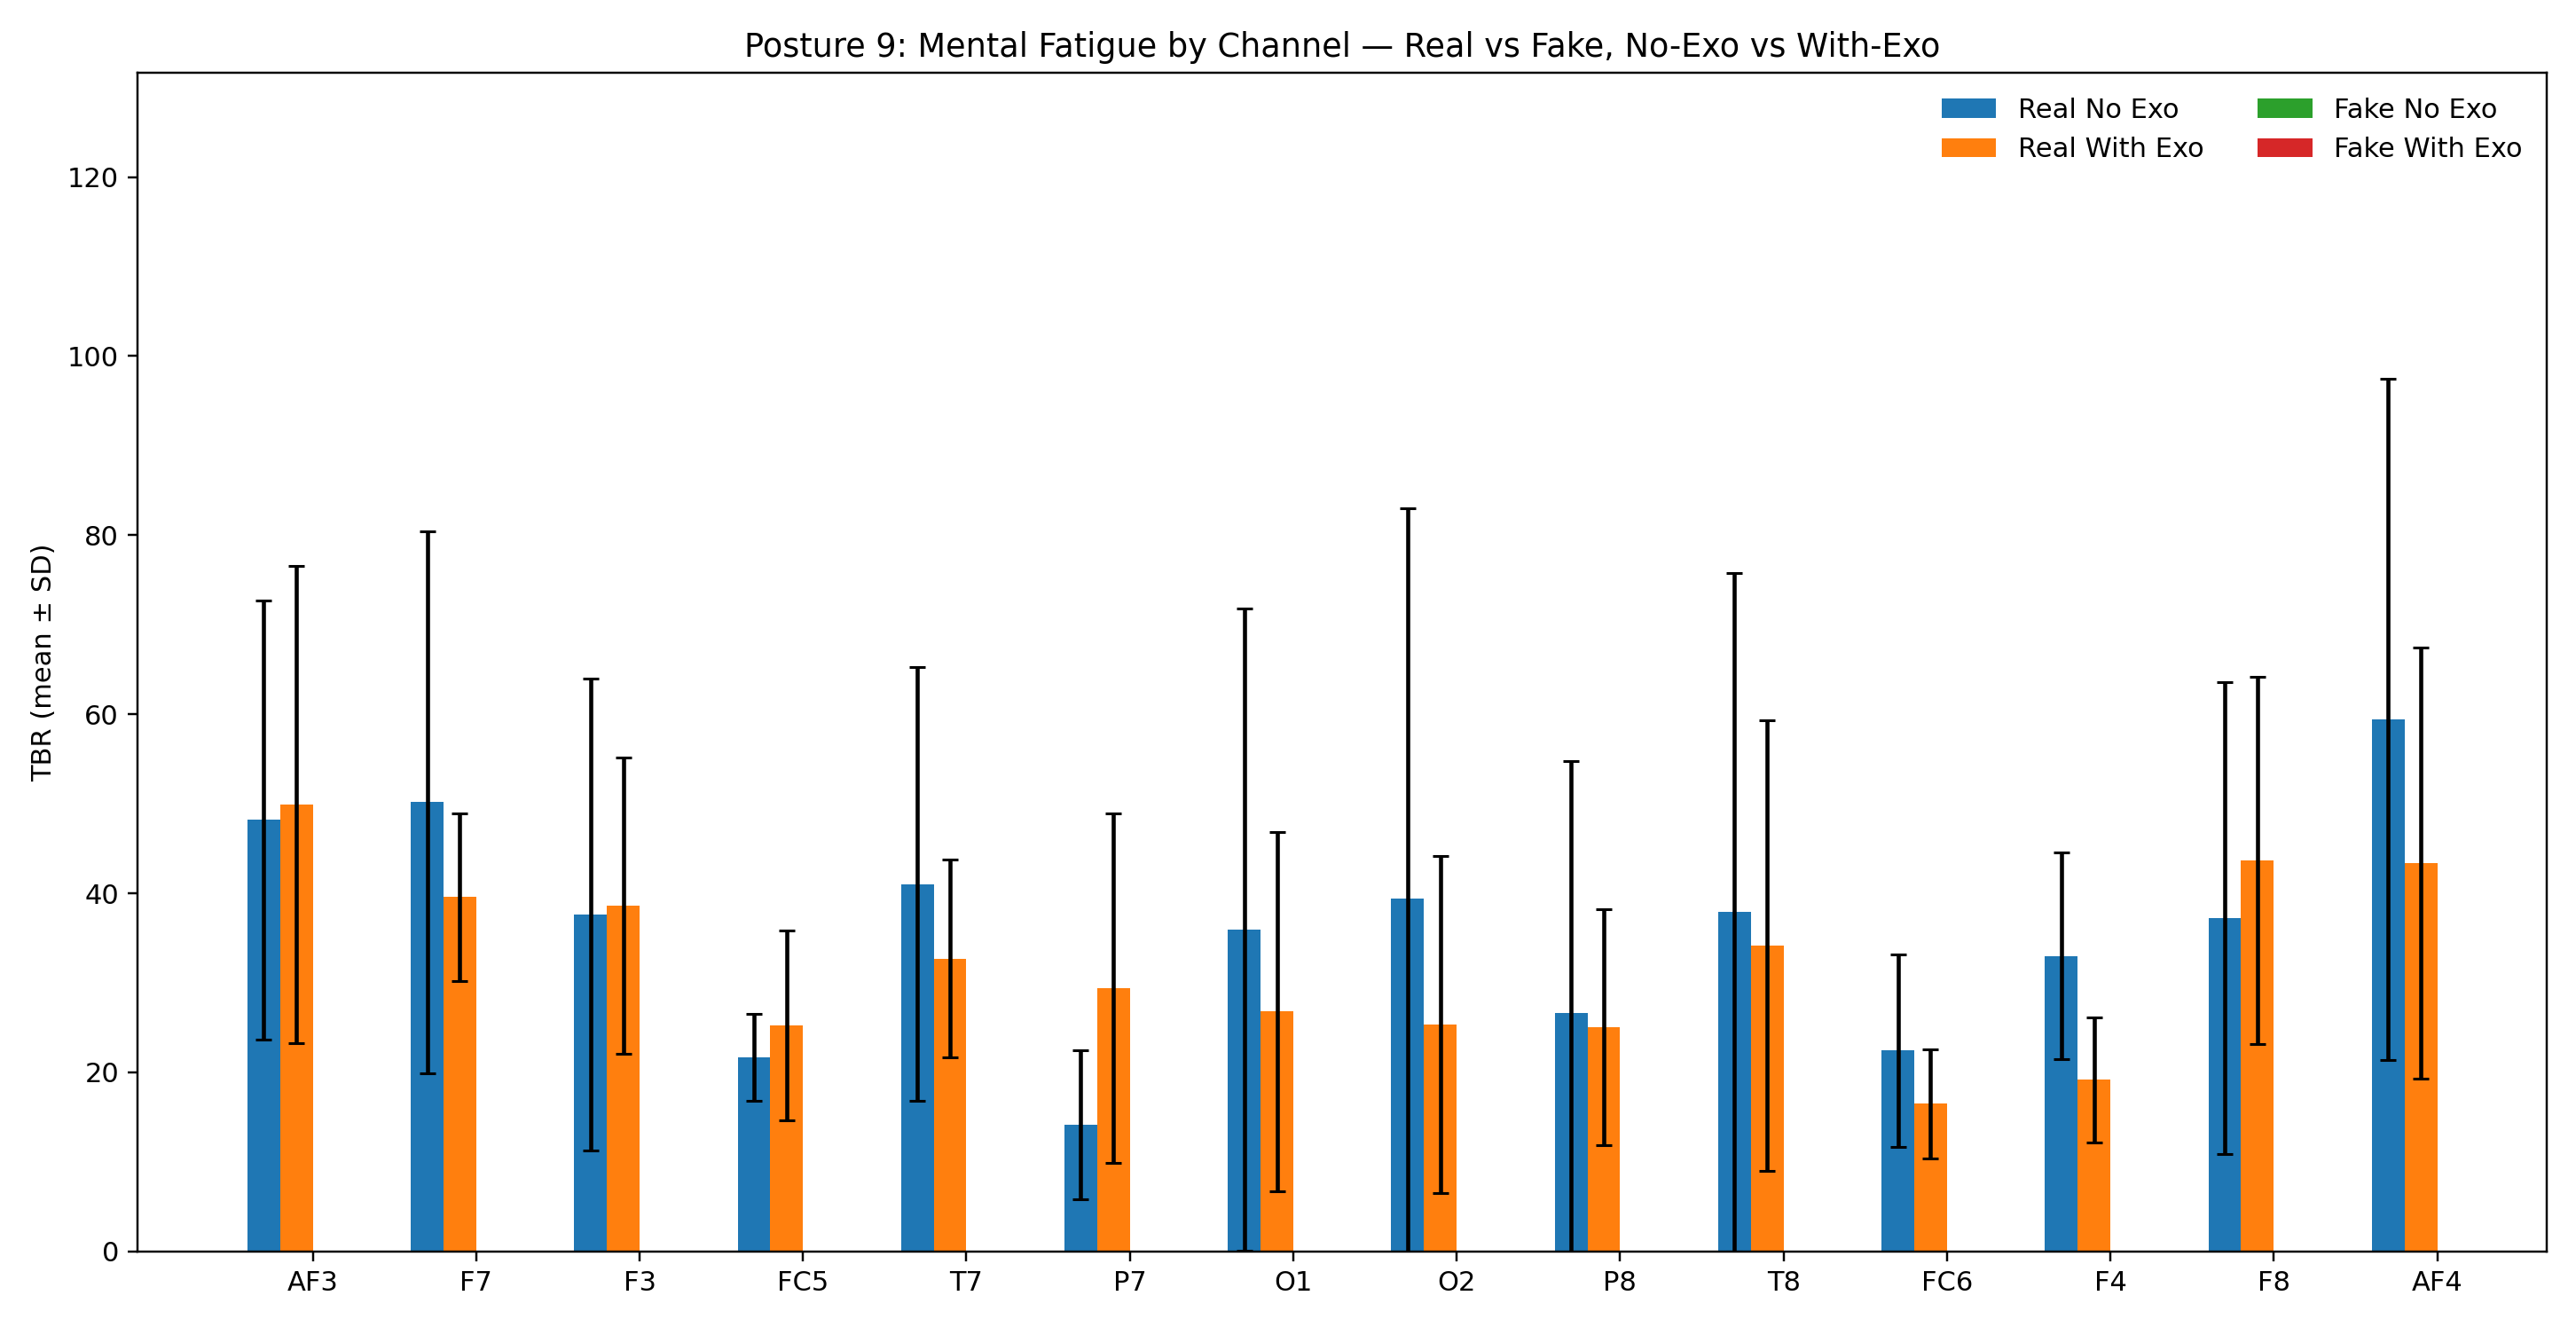 Posture 9: Mental Fatigue by Channel — Real vs Fake, No-Exo vs With-Exo
Real No Exo
Real With Exo
Fake No Exo
Fake With Exo
TBR (mean ± SD)
120
100
80
60
40
20
0
AF3 F7 F3 FC5 T7 P7 O1 O2 P8 T8 FC6 F4 F8 AF4